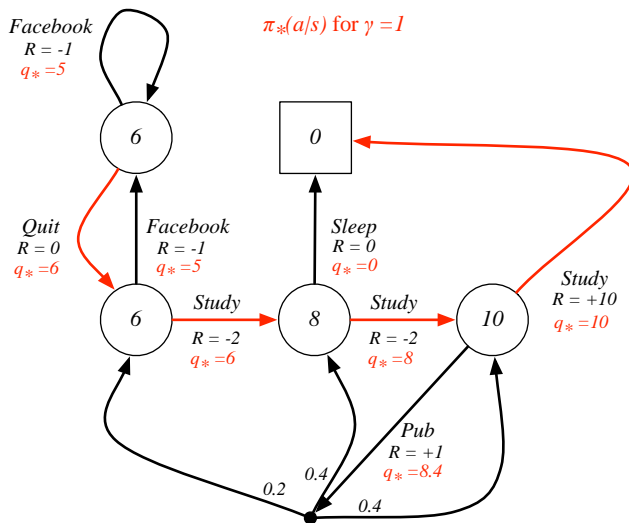 Facebook
R = -1
q* =5
π*(a/s) for γ =1
6
0
Quit
R = 0
q* =6
Facebook
R = -1
q* =5
Sleep
R = 0
q* =0
6
Study
R = -2
q* =6
8
Study
R = -2
q* =8
10
Study
R = +10
q* =10
Pub
R = +1
q* =8.4
0.2
0.4
0.4